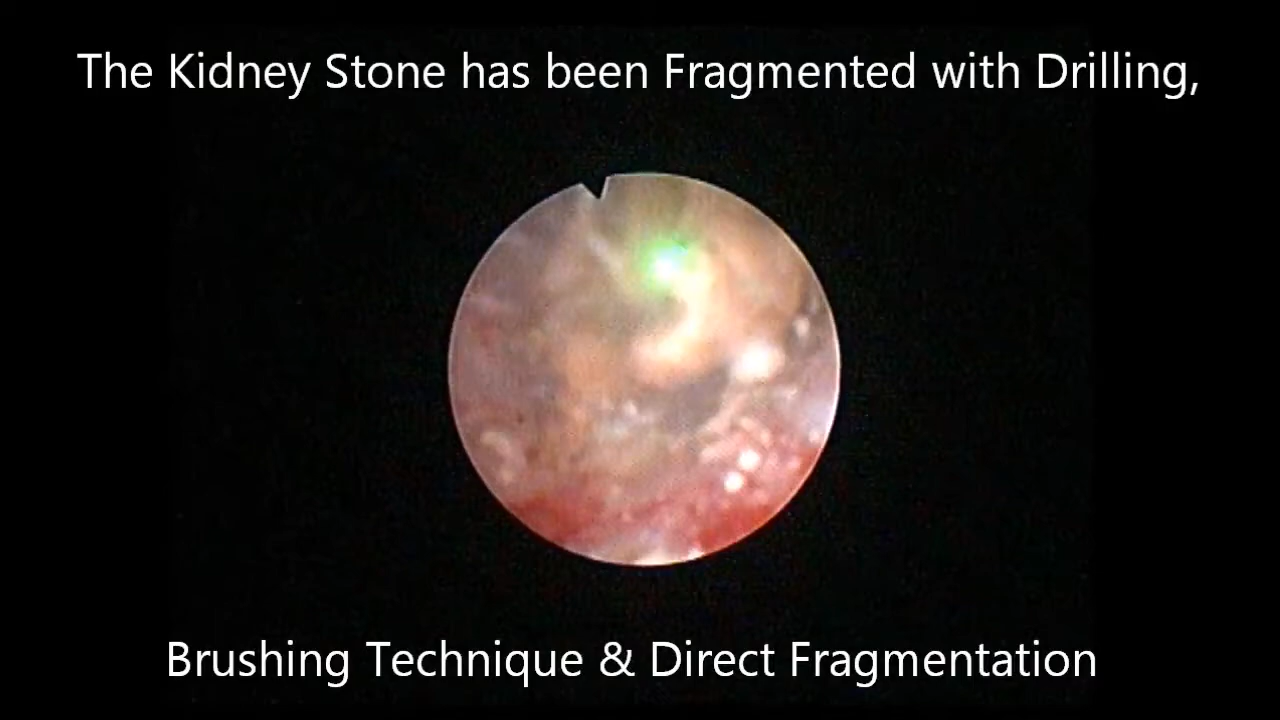 The Kidney Stone has been Fragmented with Drilling,
Brushing Technique & Direct Fragmentation